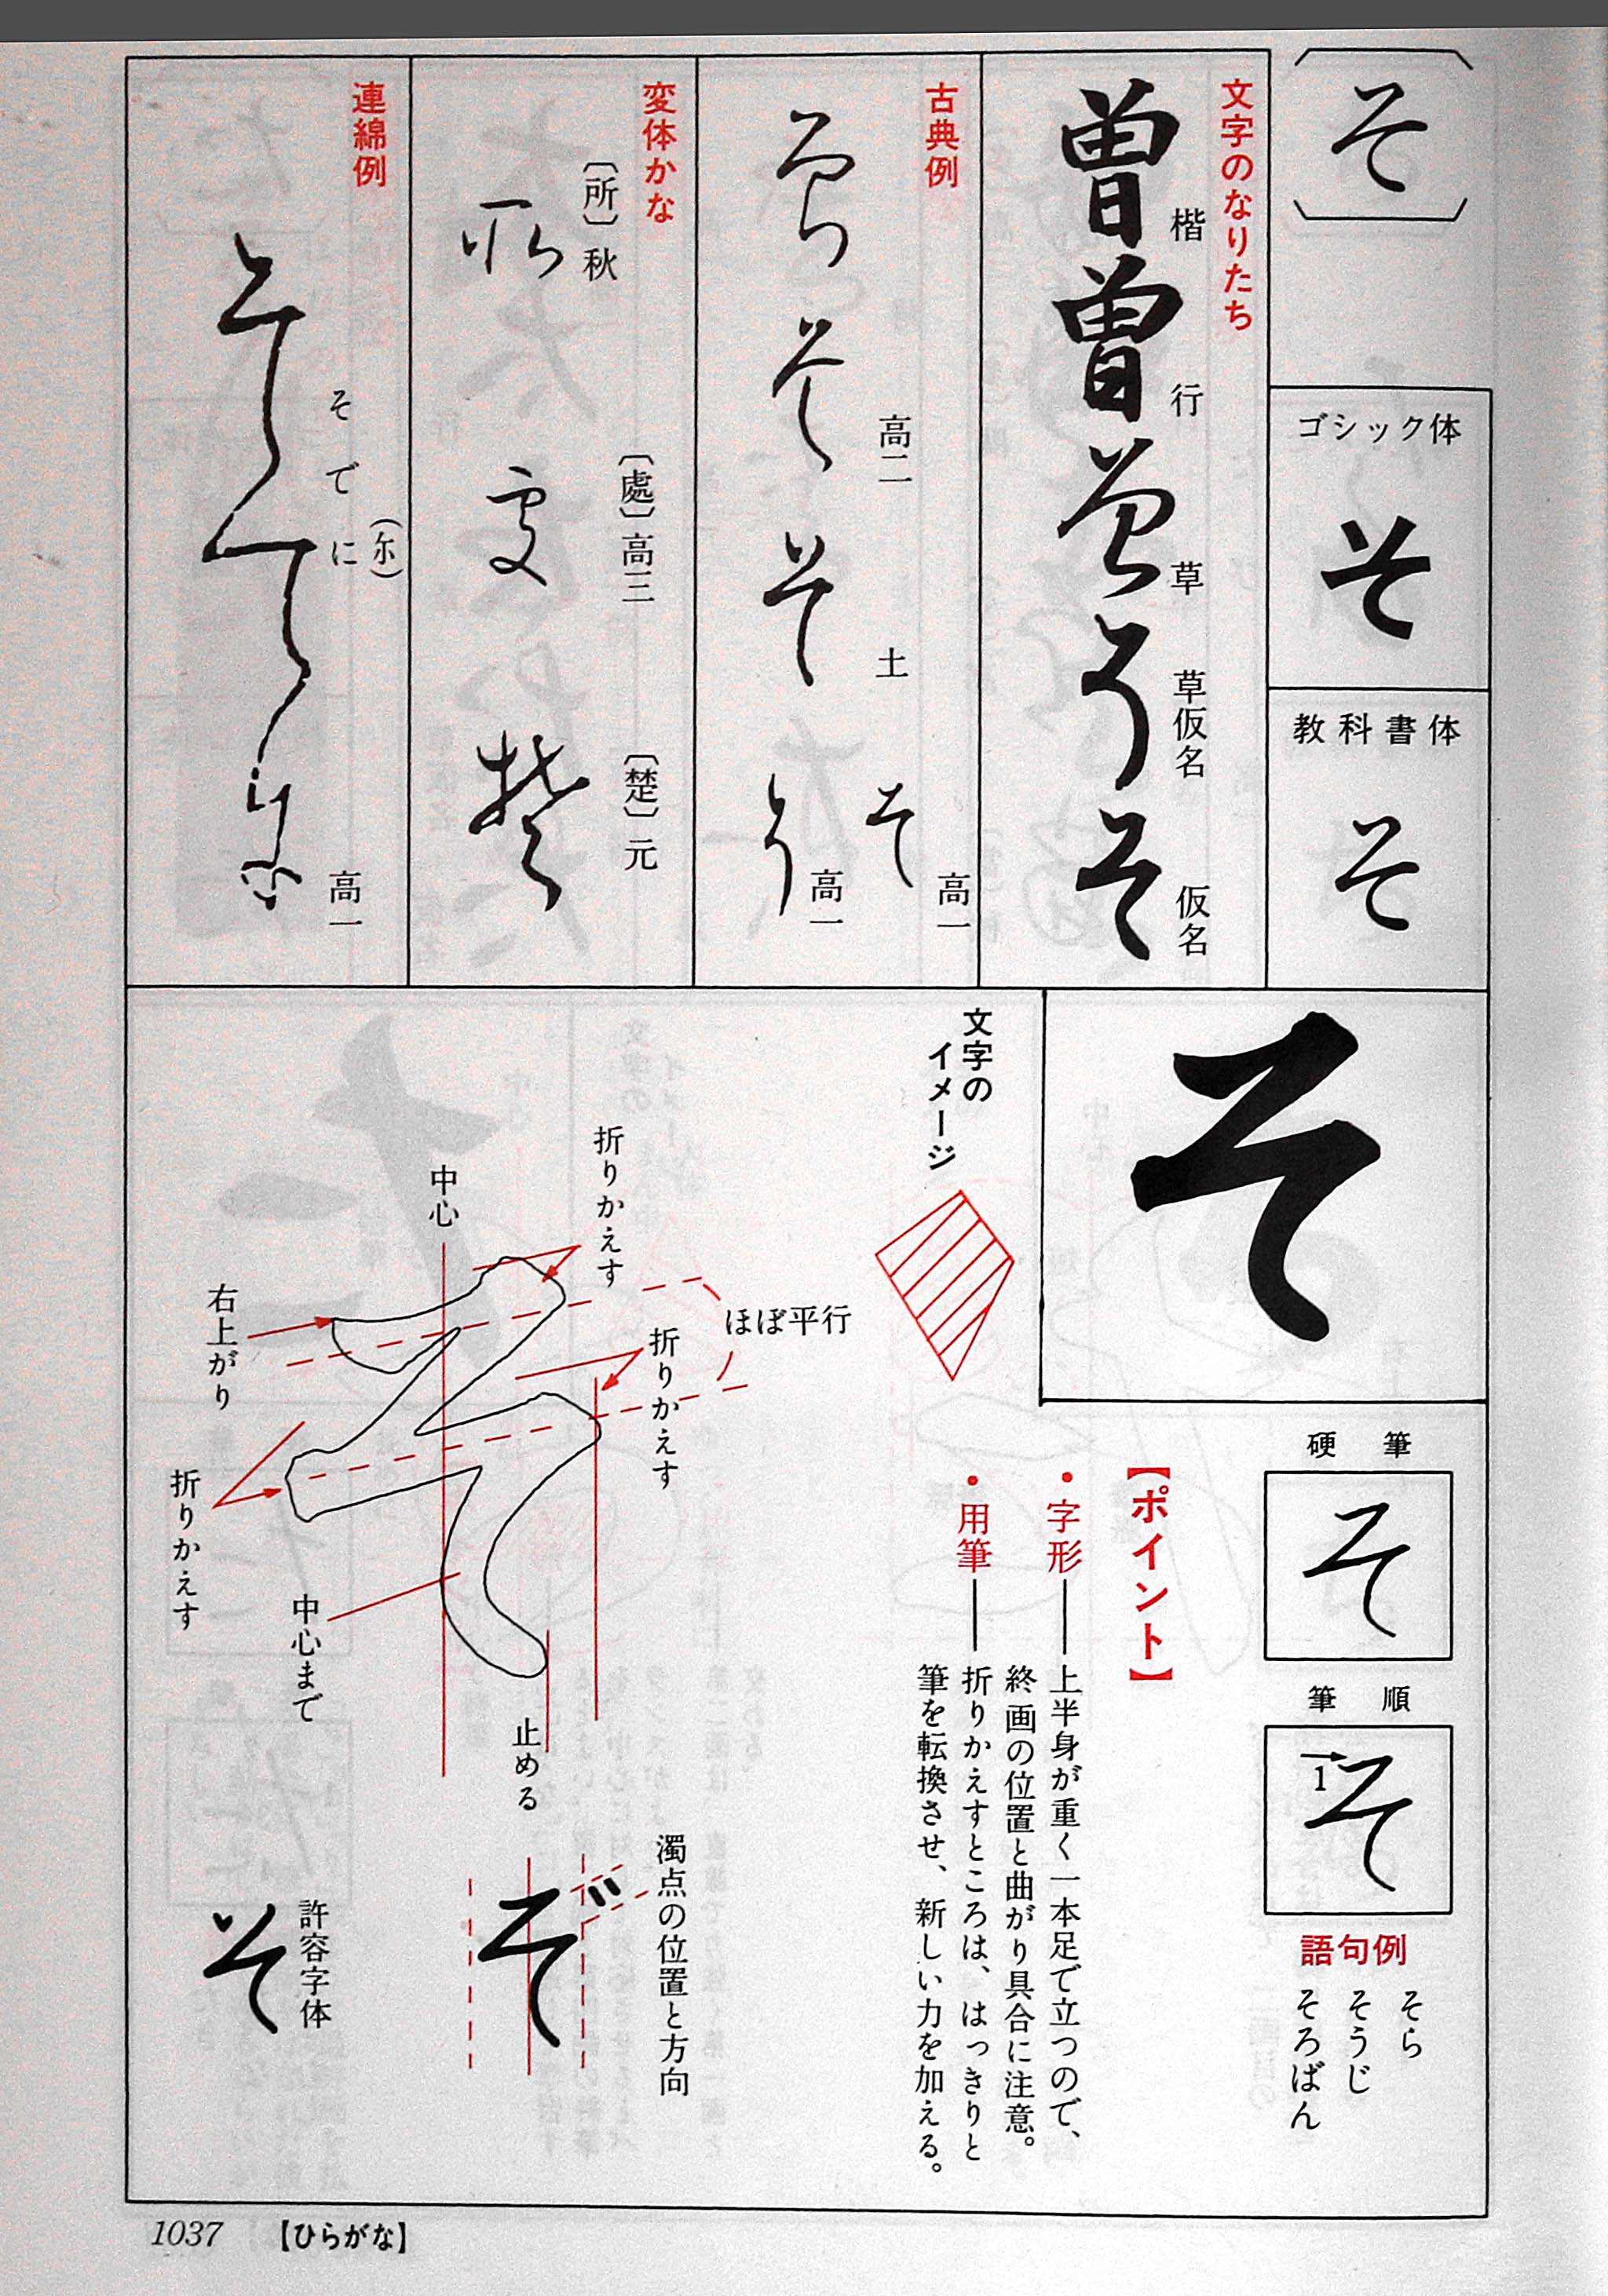 〔そ〕
ゴシック体
そ
教科書体
そ
文字のなりたち
曽 楷
曽 行
曽 草
そ 草仮名
そ 仮名
古典例
高二
土
そ 高一
そ 高一
変体かな
〔所〕秋
〔處〕高三
〔楚〕元
連綿例
そでに
(尓)
高一
そ
硬筆
そ
筆順
1
そ
語句例
そら
そうじ
そろばん
文字の
イメージ
【ポイント】
・字形――上半身が重く一本足で立つので、
終画の位置と曲がり具合に注意。
・用筆――折りかえすところは、はっきりと
筆を転換させ、新しい力を加える。
折りかえす
中心
右上がり
ほぼ平行
折りかえす
折りかえす
中心まで
止める
濁点の位置と方向
ぞ
許容字体
そ
1037 【ひらがな】